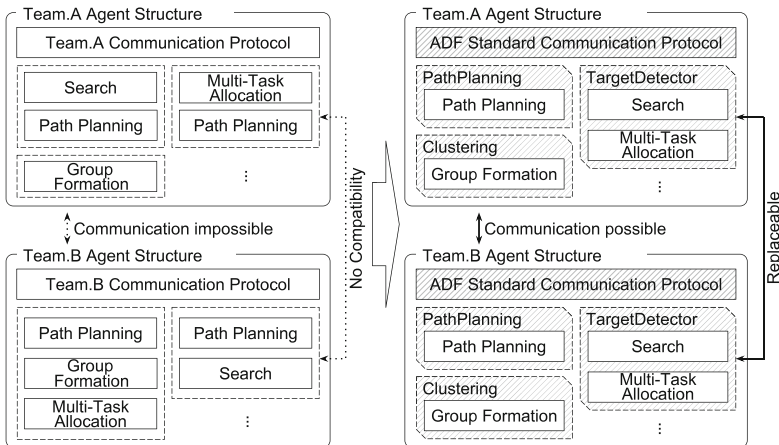 Team.A Agent Structure
Team.A Communication Protocol
Search
Path Planning
Multi-Task
Allocation
Path Planning
Group
Formation
⋮
Communication impossible
Team.B Agent Structure
Team.B Communication Protocol
Path Planning
Group
Formation
Multi-Task
Allocation
Path Planning
Search
⋮
No Compatibility
Team.A Agent Structure
ADF Standard Communication Protocol
PathPlanning
Path Planning
Clustering
Group Formation
TargetDetector
Search
Multi-Task
Allocation
⋮
Communication possible
Team.B Agent Structure
ADF Standard Communication Protocol
PathPlanning
Path Planning
Clustering
Group Formation
TargetDetector
Search
Multi-Task
Allocation
⋮
Replaceable